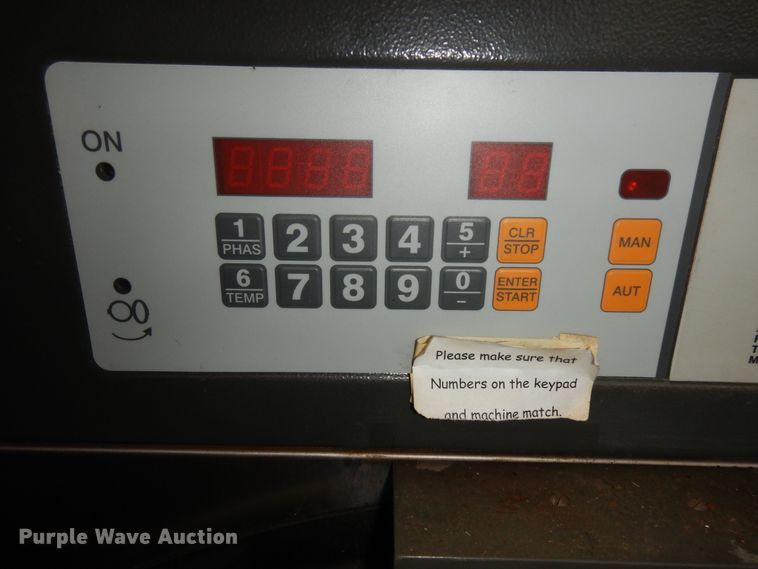 ON
1 2 3 4 5 CLR MAN
PHAS + STOP
6 7 8 9 0 ENTER AUT
TEMP - START
Please make sure that
Numbers on the keypad
and machine match.
Purple Wave Auction